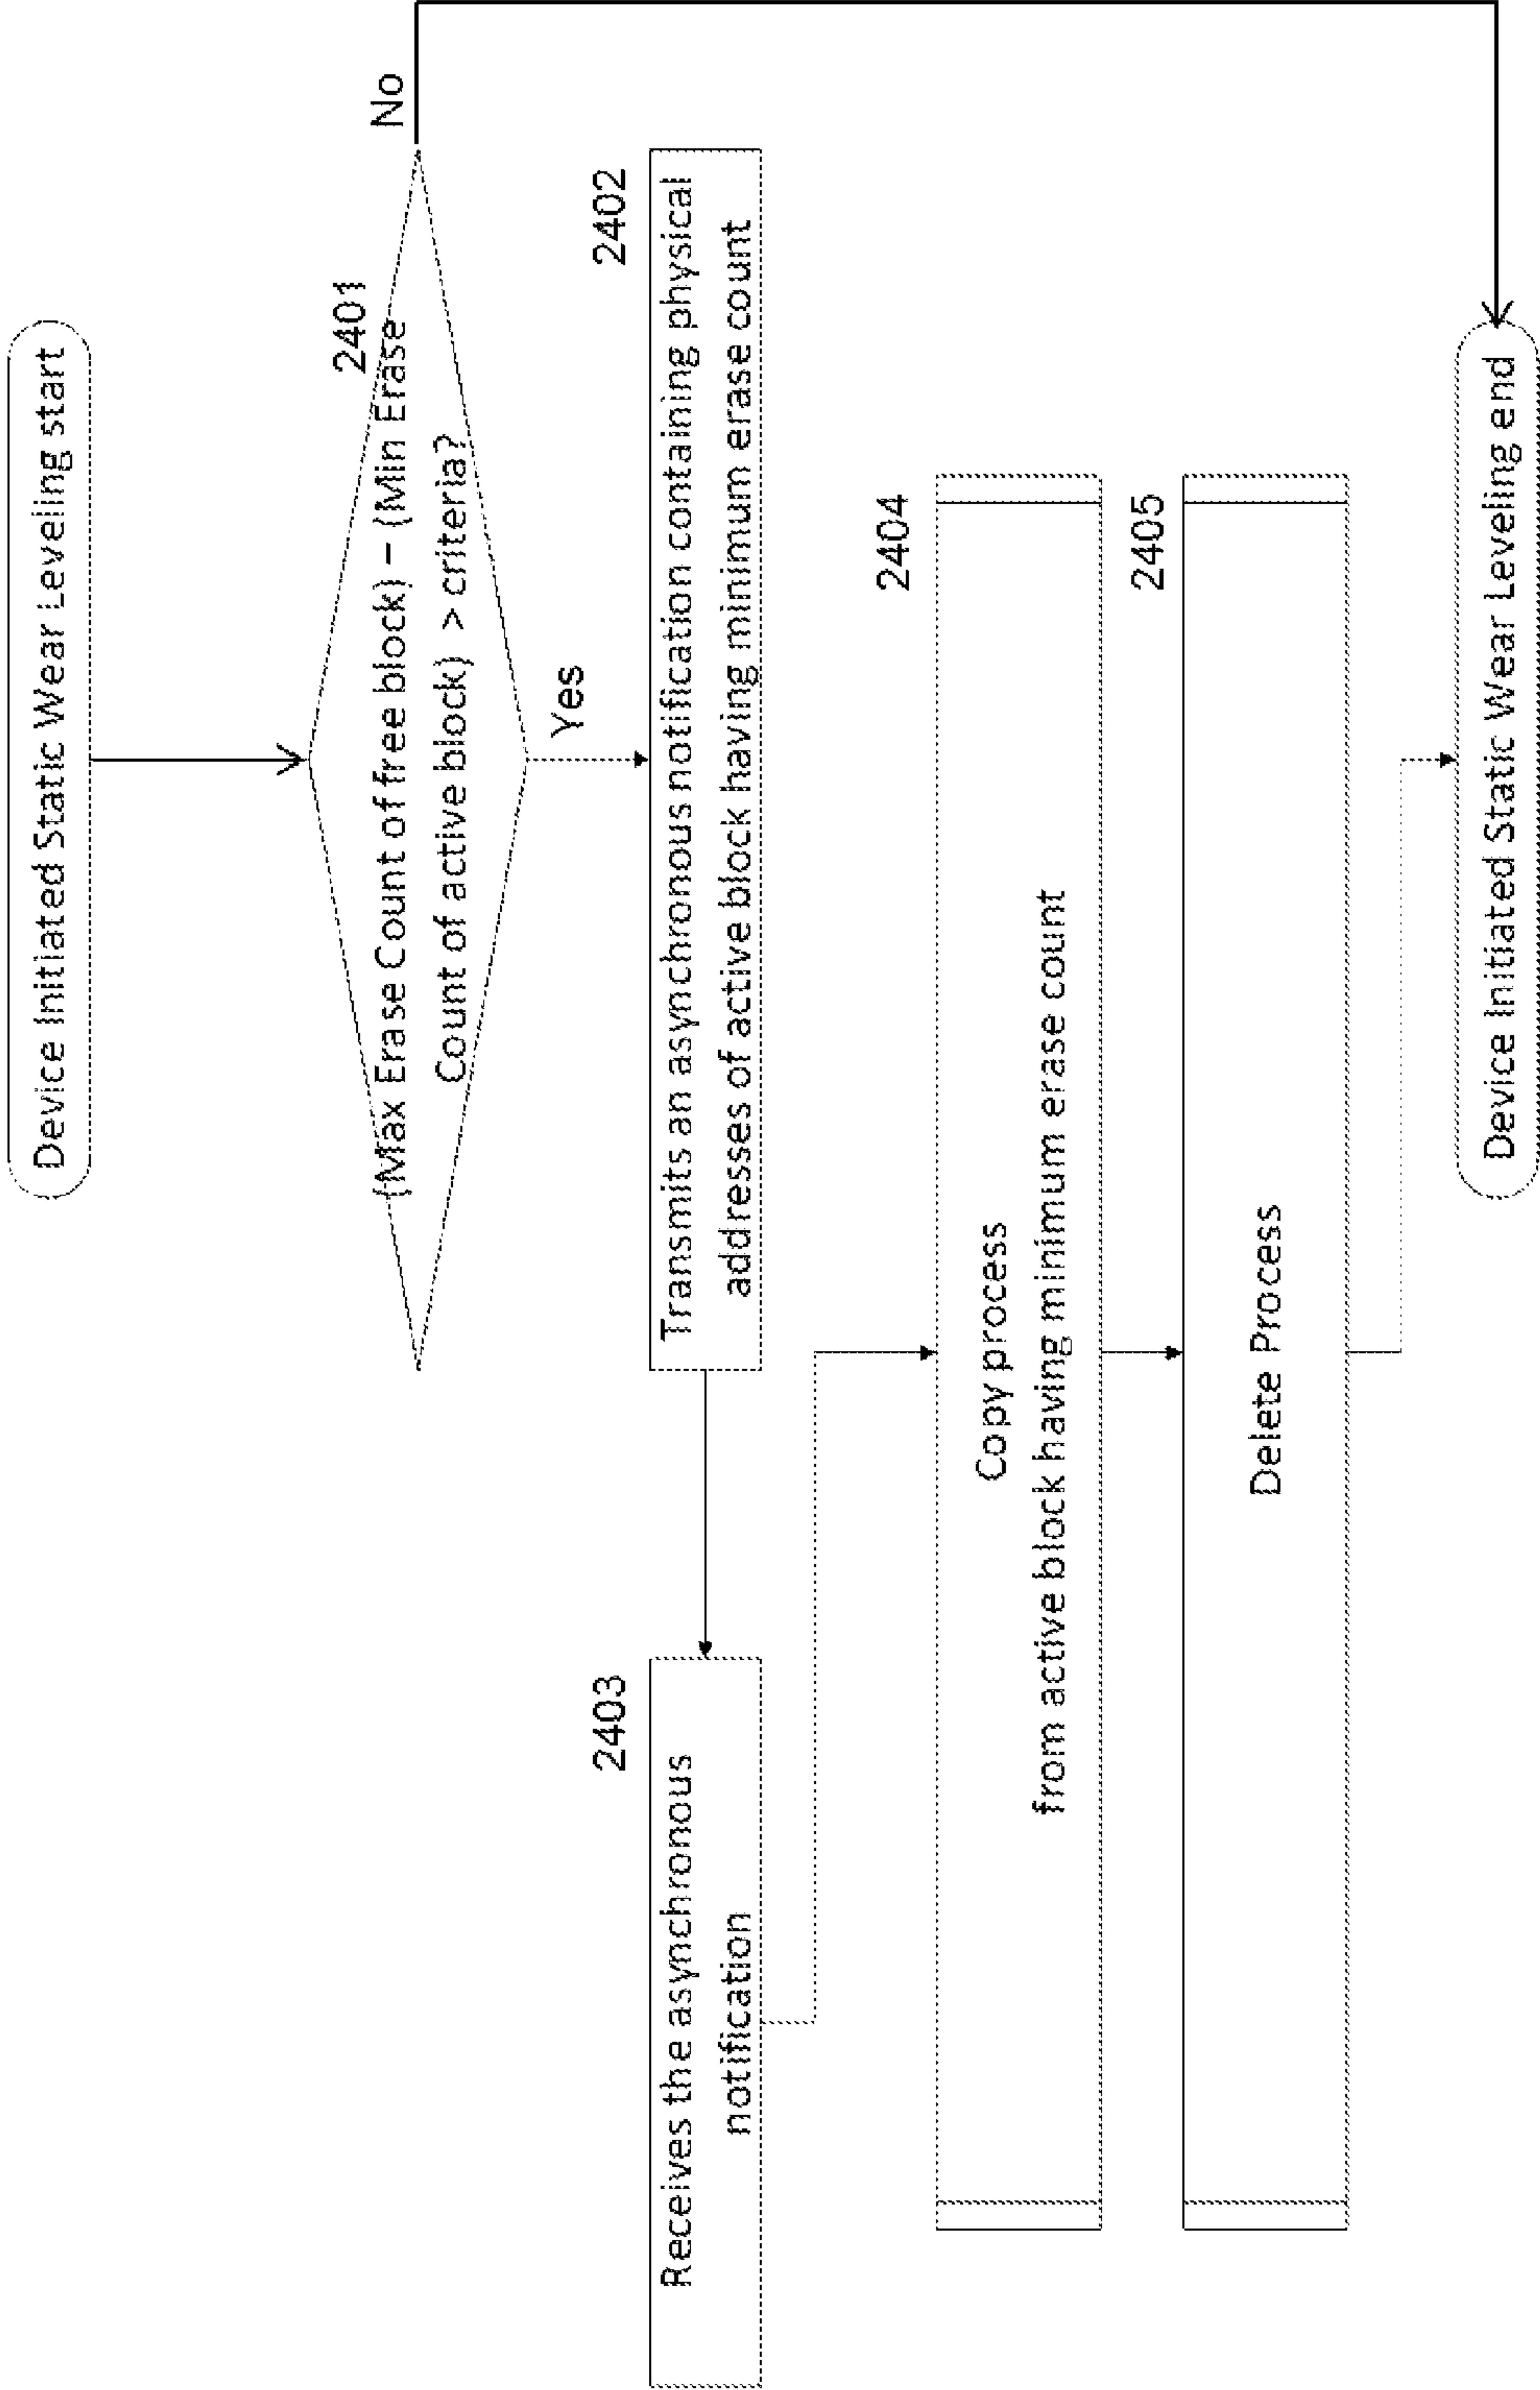 Device Initiated Static Wear Leveling start
2401
(Max Erase Count of free block) – (Min Erase
Count of active block) > criteria?
No
Yes
2402
Transmits an asynchronous notification containing physical
addresses of active block having minimum erase count
2403
Receives the asynchronous
notification
2404
Copy process
from active block having minimum erase count
2405
Delete Process
Device Initiated Static Wear Leveling end